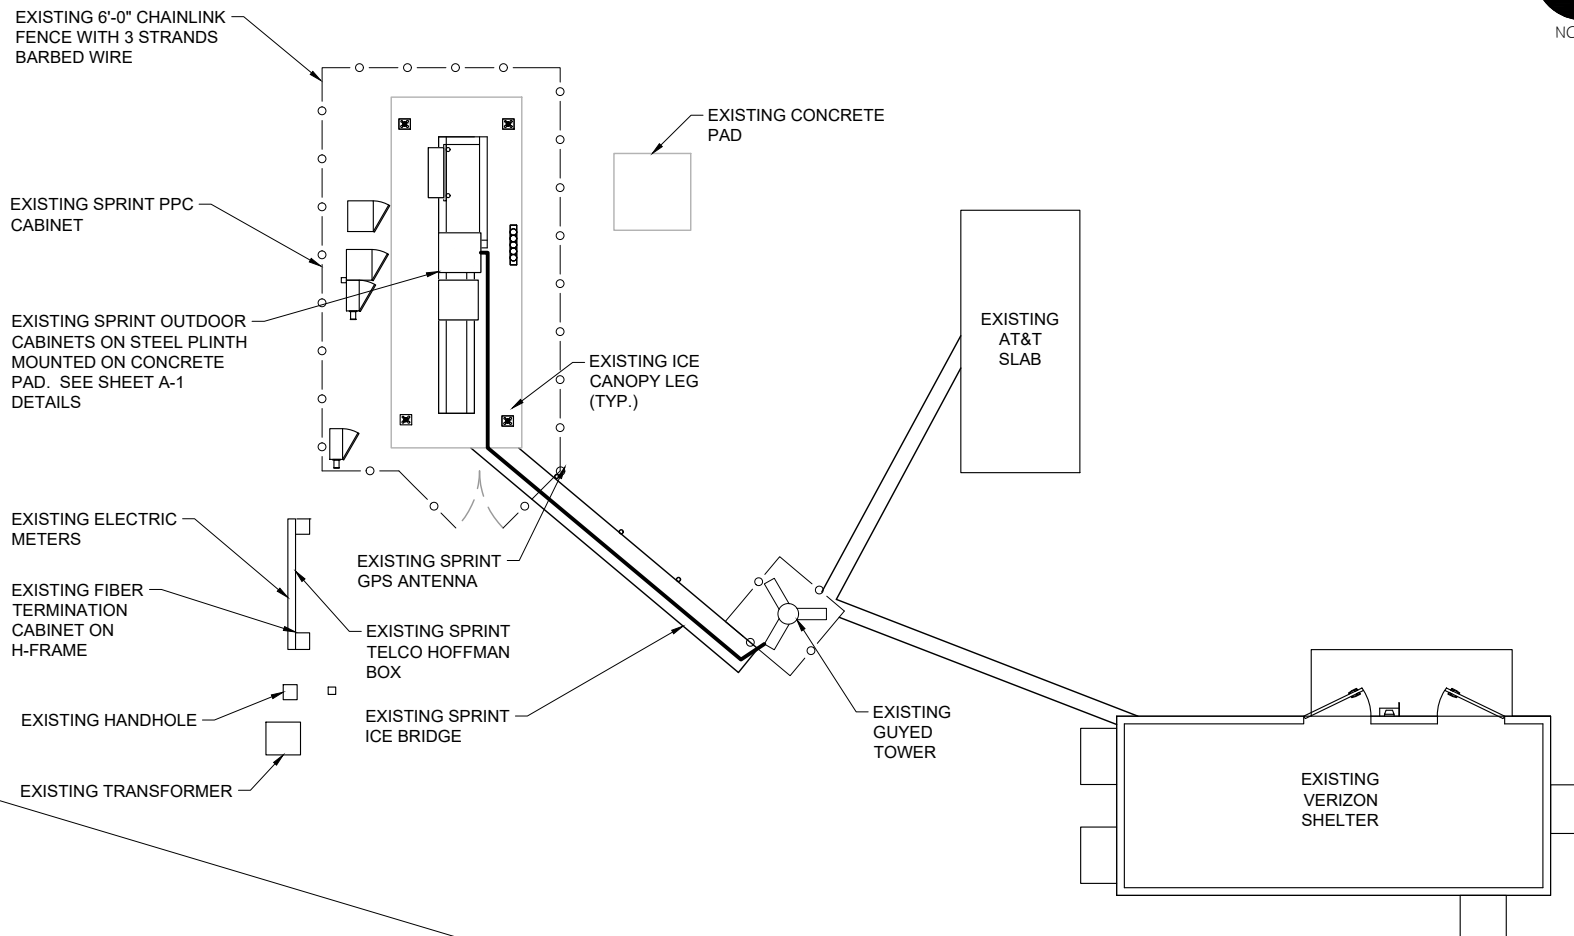 EXISTING 6'-0" CHAINLINK
FENCE WITH 3 STRANDS
BARBED WIRE
EXISTING CONCRETE
PAD
EXISTING SPRINT PPC
CABINET
EXISTING SPRINT OUTDOOR
CABINETS ON STEEL PLINTH
MOUNTED ON CONCRETE
PAD. SEE SHEET A-1
DETAILS
EXISTING ICE
CANOPY LEG
(TYP.)
EXISTING
AT&T
SLAB
EXISTING ELECTRIC
METERS
EXISTING SPRINT
GPS ANTENNA
EXISTING FIBER
TERMINATION
CABINET ON
H-FRAME
EXISTING SPRINT
TELCO HOFFMAN
BOX
EXISTING HANDHOLE
EXISTING SPRINT
ICE BRIDGE
EXISTING
GUYED
TOWER
EXISTING TRANSFORMER
EXISTING
VERIZON
SHELTER